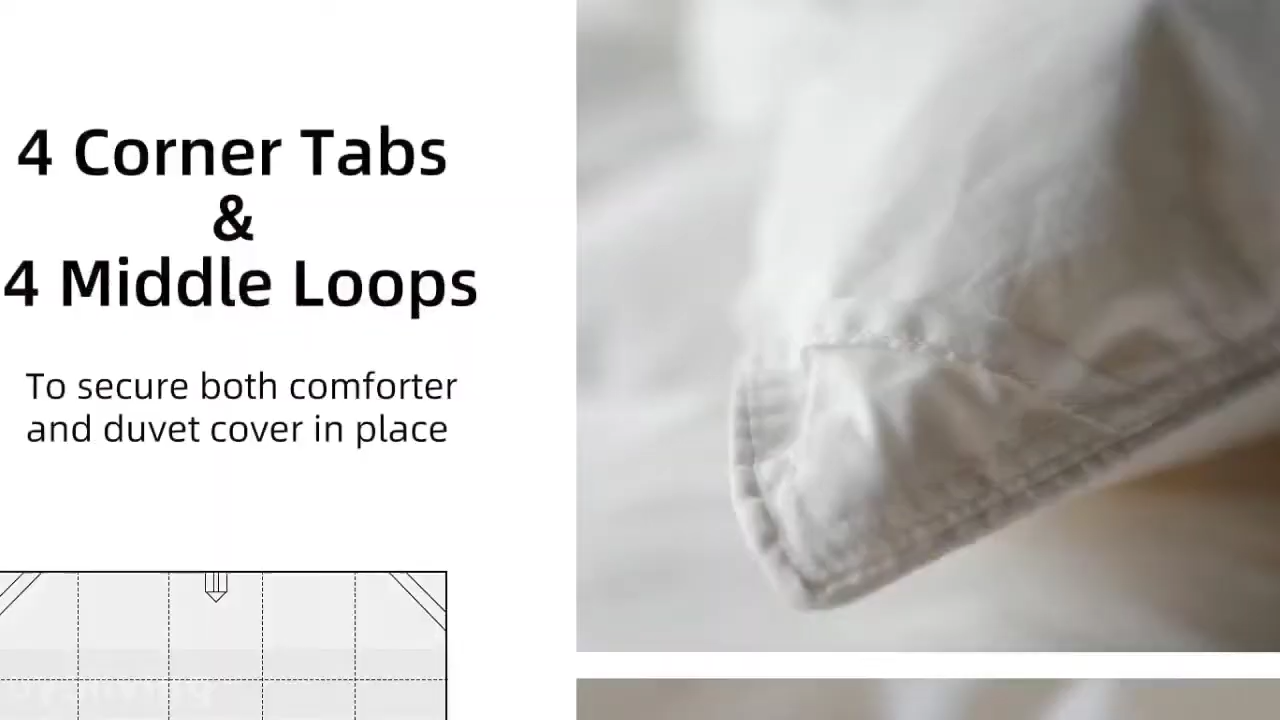 4 Corner Tabs
&
4 Middle Loops
To secure both comforter
and duvet cover in place